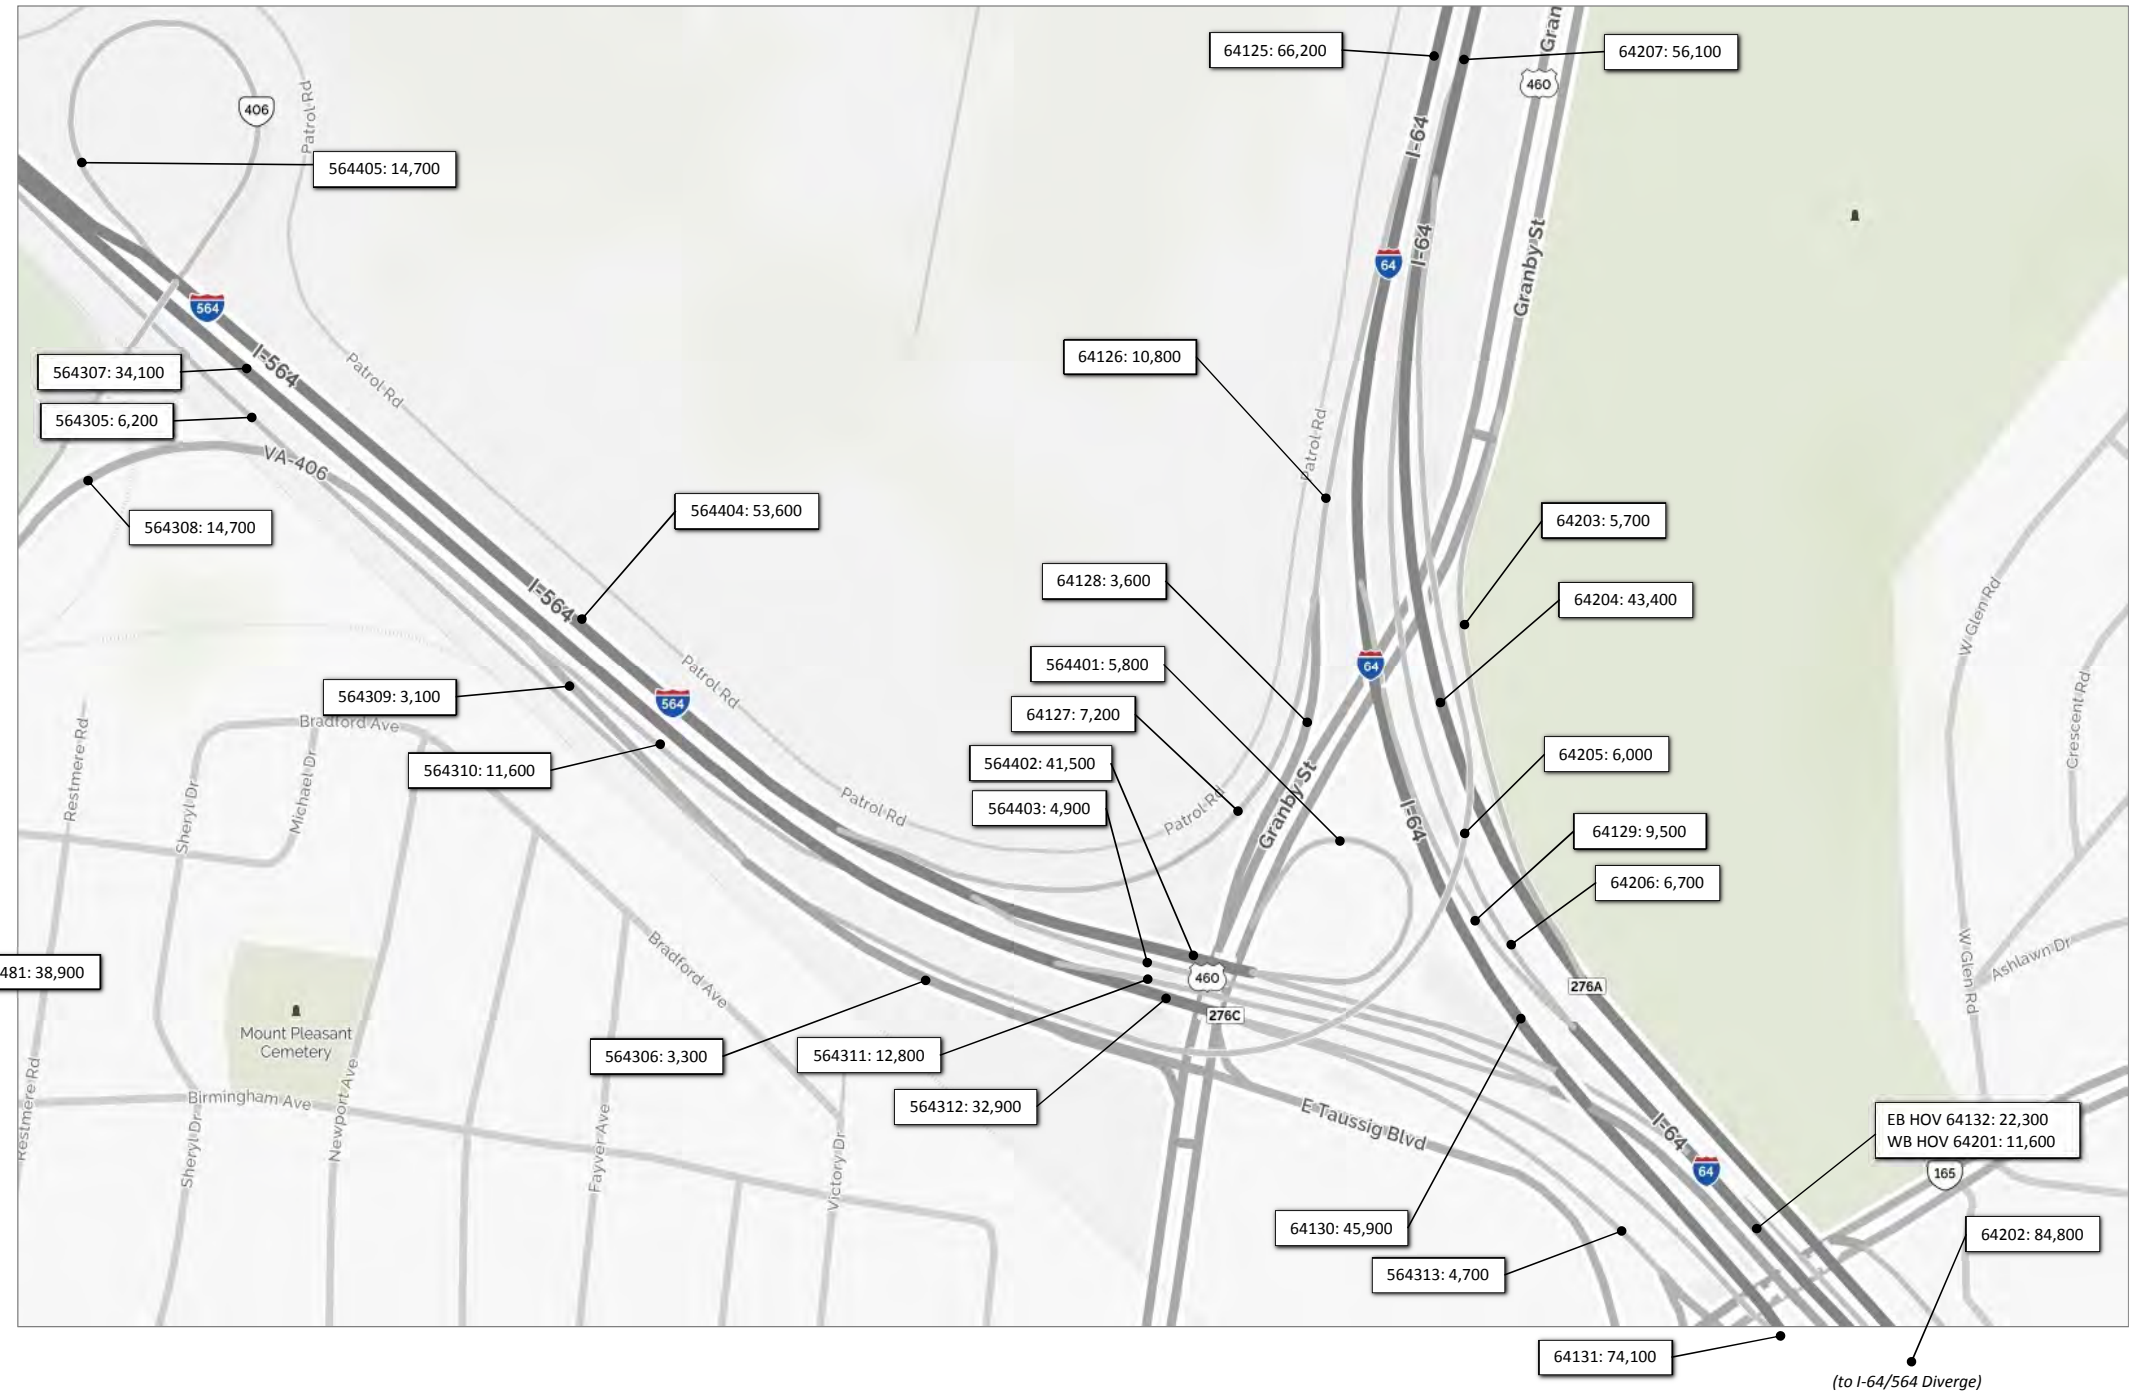 Gran
64125: 66,200
64207: 56,100
460
406
Patrol Rd
I-64
564405: 14,700
I-64
Granby St
64
564
I-564
564307: 34,100
Patrol Rd
64126: 10,800
564305: 6,200
VA-406
Patrol Rd
564308: 14,700
564404: 53,600
64203: 5,700
I-564
64128: 3,600
64204: 43,400
W Glen Rd
564401: 5,800
64
Patrol Rd
564309: 3,100
564
64127: 7,200
Crescent Rd
Bradford Ave
Restmere Rd
564310: 11,600
564402: 41,500
64205: 6,000
Michael Dr
Sheryl Dr
564403: 4,900
Patrol Rd
Patrol Rd
Granby St
I-64
64129: 9,500
64206: 6,700
Bradford Ave
W Glen Rd
Ashlawn Dr
481: 38,900
460
276A
276C
Mount Pleasant
Cemetery
564306: 3,300
564311: 12,800
564312: 32,900
Restmere Rd
Birmingham Ave
Newport Ave
Sheryl Dr
Fayver Ave
Victory Dr
E Taussig Blvd
I-64
EB HOV 64132: 22,300
WB HOV 64201: 11,600
64
165
64130: 45,900
64202: 84,800
564313: 4,700
64131: 74,100
(to I-64/564 Diverge)